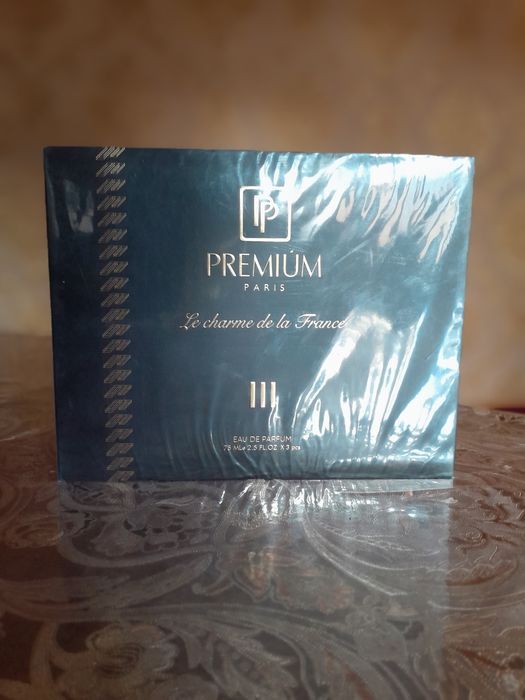 PP
PREMIÚM
PARIS
Le charme de la France
III
EAU DE PARFUM
75 ML℮ 2.5 FL.OZ X 3 pcs